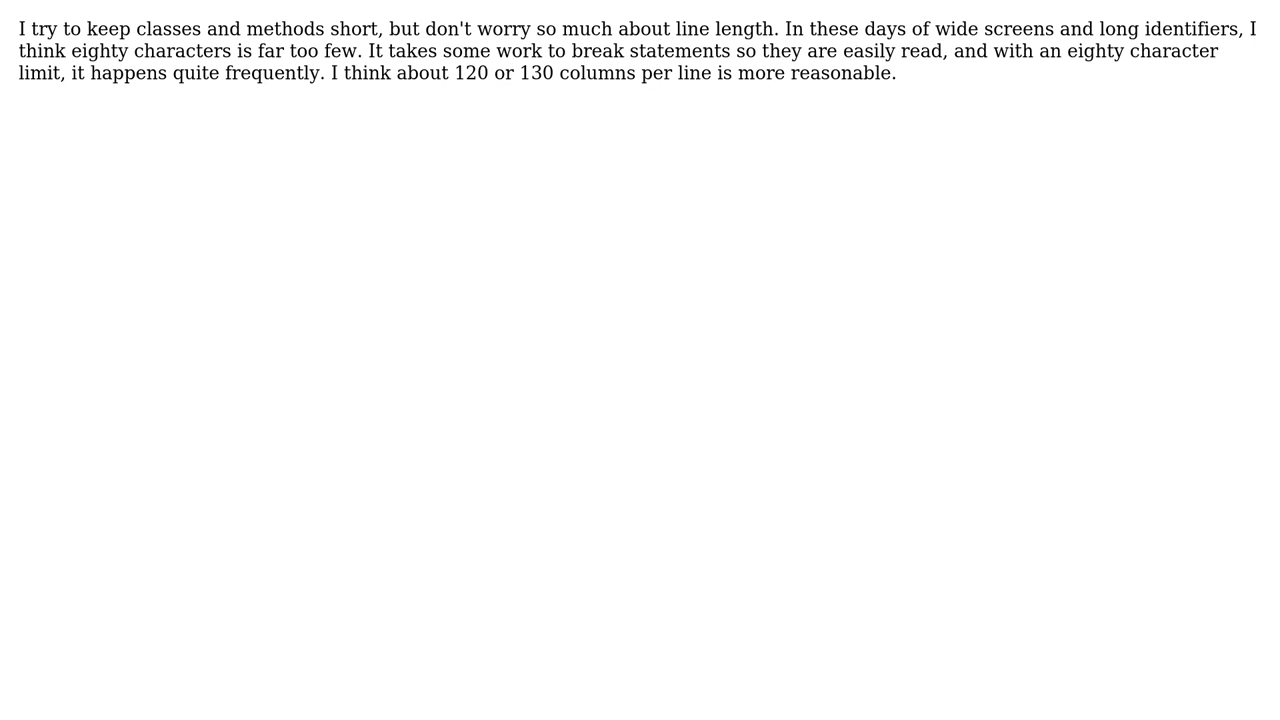 I try to keep classes and methods short, but don't worry so much about line length. In these days of wide screens and long identifiers, I
think eighty characters is far too few. It takes some work to break statements so they are easily read, and with an eighty character
limit, it happens quite frequently. I think about 120 or 130 columns per line is more reasonable.